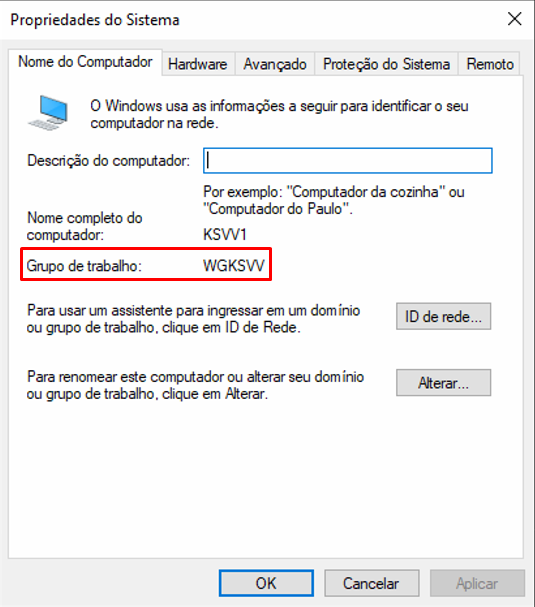 Propriedades do Sistema
Nome do Computador
Hardware
Avançado
Proteção do Sistema
Remoto
O Windows usa as informações a seguir para identificar o seu
computador na rede.
Descrição do computador:
Por exemplo: "Computador da cozinha" ou
"Computador do Paulo".
Nome completo do
computador:
KSVV1
Grupo de trabalho:
WGKSVV
Para usar um assistente para ingressar em um domínio
ou grupo de trabalho, clique em ID de Rede.
ID de rede...
Para renomear este computador ou alterar seu domínio
ou grupo de trabalho, clique em Alterar.
Alterar...
OK
Cancelar
Aplicar